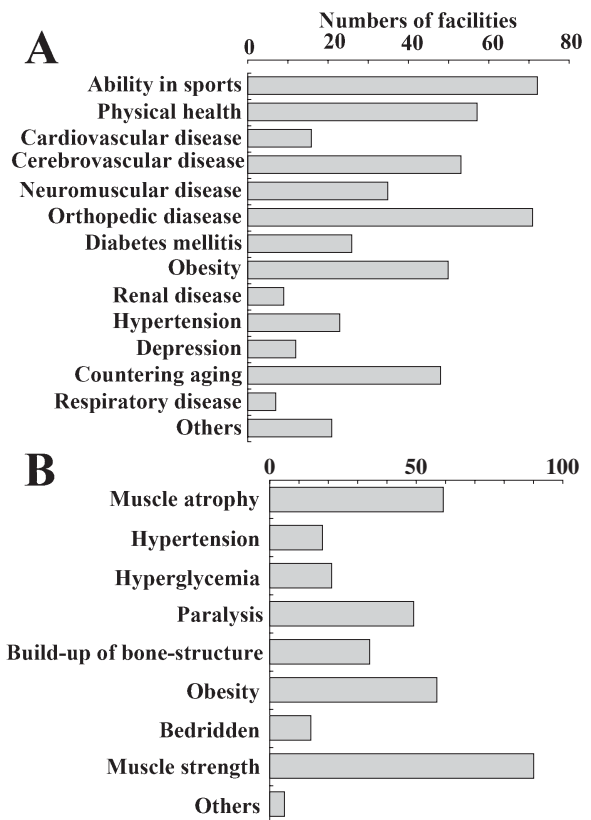 Numbers of facilities
A
0 20 40 60 80
Ability in sports
Physical health
Cardiovascular disease
Cerebrovascular disease
Neuromuscular disease
Orthopedic diasease
Diabetes mellitis
Obesity
Renal disease
Hypertension
Depression
Countering aging
Respiratory disease
Others
B
0 50 100
Muscle atrophy
Hypertension
Hyperglycemia
Paralysis
Build-up of bone-structure
Obesity
Bedridden
Muscle strength
Others